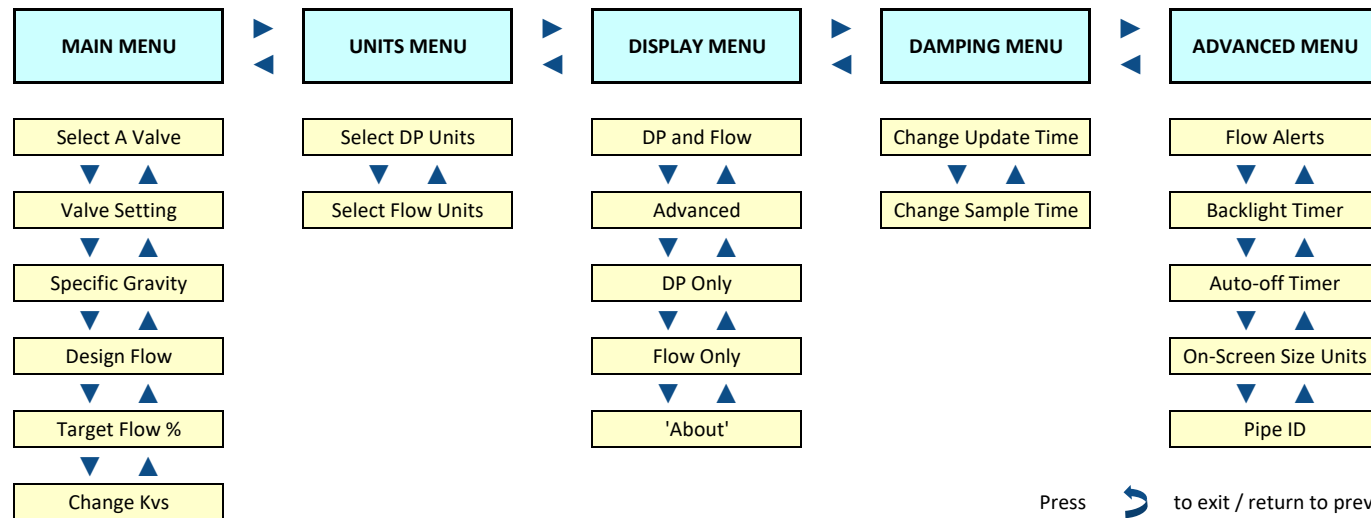 MAIN MENU
UNITS MENU
DISPLAY MENU
DAMPING MENU
ADVANCED MENU
Select A Valve
Valve Setting
Specific Gravity
Design Flow
Target Flow %
Change Kvs
Select DP Units
Select Flow Units
DP and Flow
Advanced
DP Only
Flow Only
'About'
Change Update Time
Change Sample Time
Flow Alerts
Backlight Timer
Auto-off Timer
On-Screen Size Units
Pipe ID
Press to exit / return to prev